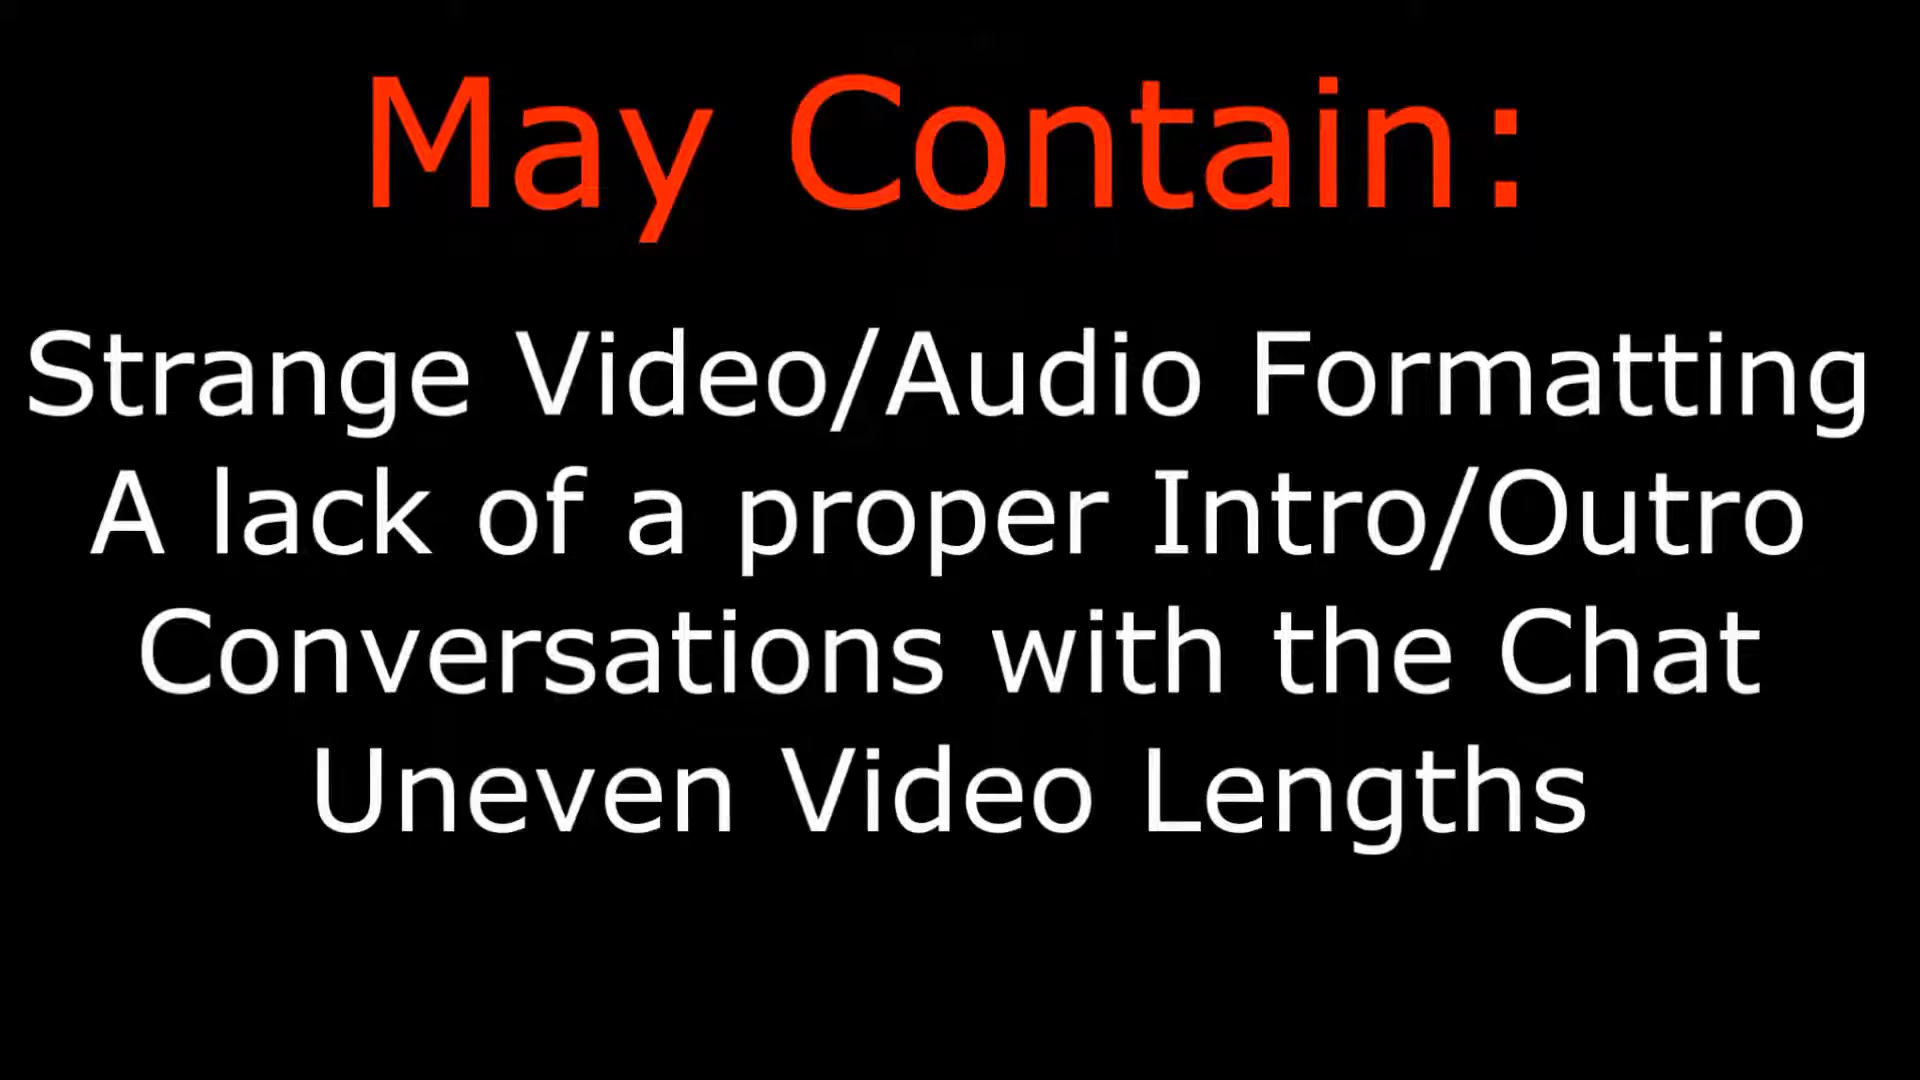 May Contain:
Strange Video/Audio Formatting
A lack of a proper Intro/Outro
Conversations with the Chat
Uneven Video Lengths